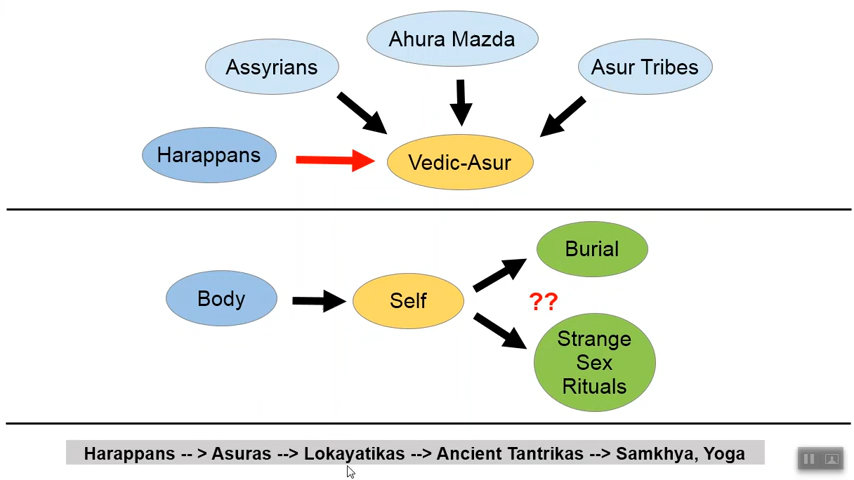 Ahura Mazda
Assyrians
Asur Tribes
Harappans
Vedic-Asur
Burial
Body
Self
??
Strange
Sex
Rituals
Harappans -- > Asuras --> Lokayatikas --> Ancient Tantrikas --> Samkhya, Yoga